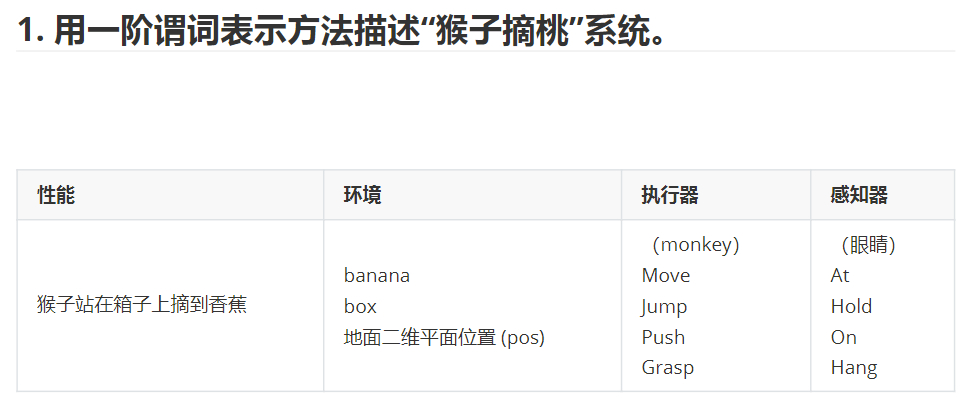 1. 用一阶谓词表示方法描述“猴子摘桃”系统。
性能
环境
执行器
感知器
猴子站在箱子上摘到香蕉
banana
box
地面二维平面位置 (pos)
（monkey）
Move
Jump
Push
Grasp
（眼睛）
At
Hold
On
Hang